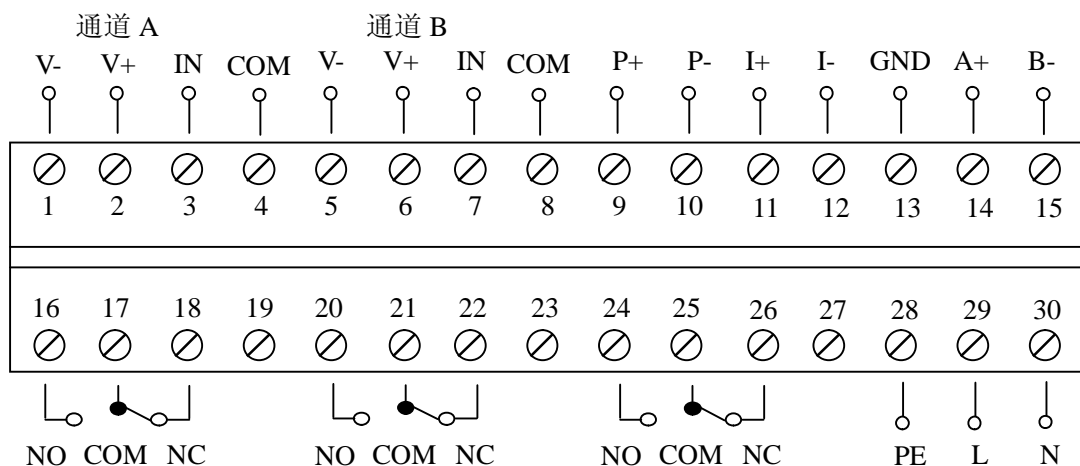 通道 A 通道 B
V- V+ IN COM V- V+ IN COM P+ P- I+ I- GND A+ B-
1 2 3 4 5 6 7 8 9 10 11 12 13 14 15
16 17 18 19 20 21 22 23 24 25 26 27 28 29 30
NO COM NC NO COM NC NO COM NC PE L N